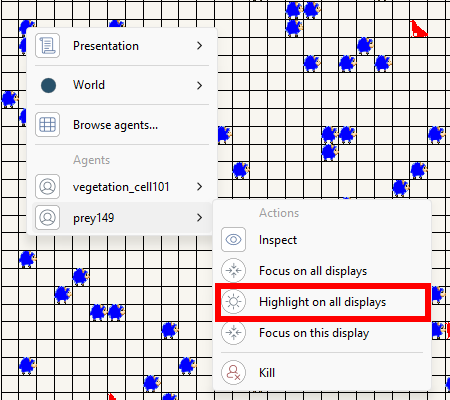 Presentation
World
Browse agents...
Agents
vegetation_cell101
prey149
Actions
Inspect
Focus on all displays
Highlight on all displays
Focus on this display
Kill